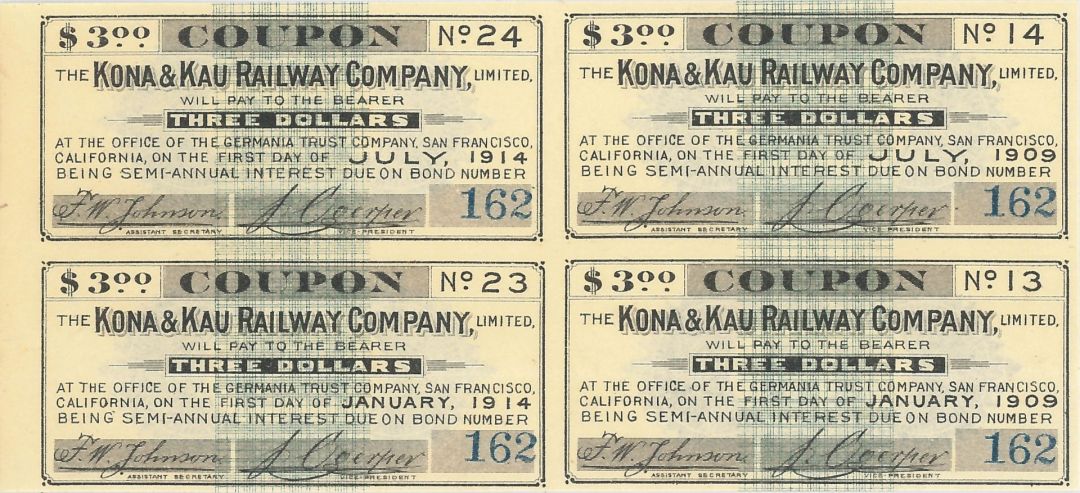 $3.00 COUPON No. 24
THE KONA & KAU RAILWAY COMPANY, LIMITED,
WILL PAY TO THE BEARER
THREE DOLLARS
AT THE OFFICE OF THE GERMANIA TRUST COMPANY, SAN FRANCISCO,
CALIFORNIA, ON THE FIRST DAY OF JULY, 1914
BEING SEMI-ANNUAL INTEREST DUE ON BOND NUMBER
F. W. Johnson J. Coerper 162
ASSISTANT SECRETARY VICE-PRESIDENT
$3.00 COUPON No. 14
THE KONA & KAU RAILWAY COMPANY, LIMITED,
WILL PAY TO THE BEARER
THREE DOLLARS
AT THE OFFICE OF THE GERMANIA TRUST COMPANY, SAN FRANCISCO,
CALIFORNIA, ON THE FIRST DAY OF JULY, 1909
BEING SEMI-ANNUAL INTEREST DUE ON BOND NUMBER
F. W. Johnson J. Coerper 162
ASSISTANT SECRETARY VICE-PRESIDENT
$3.00 COUPON No. 23
THE KONA & KAU RAILWAY COMPANY, LIMITED,
WILL PAY TO THE BEARER
THREE DOLLARS
AT THE OFFICE OF THE GERMANIA TRUST COMPANY, SAN FRANCISCO,
CALIFORNIA, ON THE FIRST DAY OF JANUARY, 1914
BEING SEMI-ANNUAL INTEREST DUE ON BOND NUMBER
F. W. Johnson J. Coerper 162
ASSISTANT SECRETARY VICE-PRESIDENT
$3.00 COUPON No. 13
THE KONA & KAU RAILWAY COMPANY, LIMITED,
WILL PAY TO THE BEARER
THREE DOLLARS
AT THE OFFICE OF THE GERMANIA TRUST COMPANY, SAN FRANCISCO,
CALIFORNIA, ON THE FIRST DAY OF JANUARY, 1909
BEING SEMI-ANNUAL INTEREST DUE ON BOND NUMBER
F. W. Johnson J. Coerper 162
ASSISTANT SECRETARY VICE-PRESIDENT